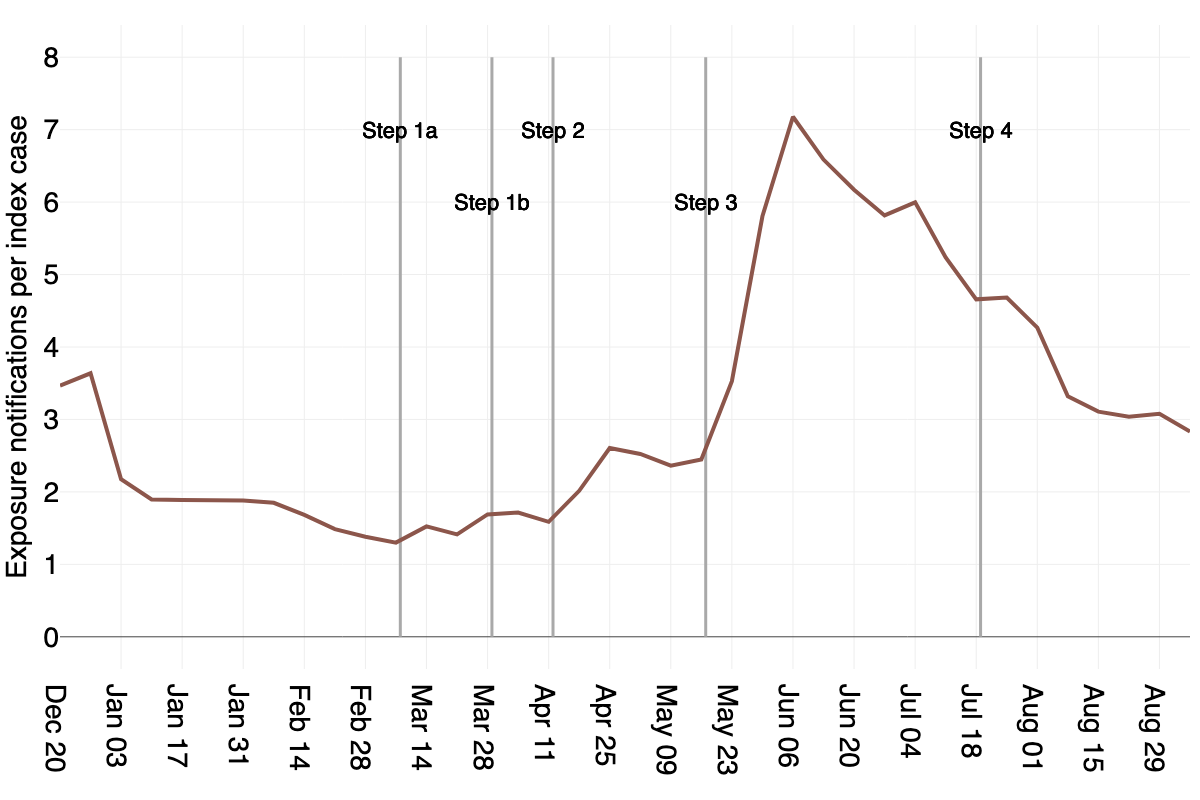 Exposure notifications per index case
8
7
6
5
4
3
2
1
0
Step 1a
Step 2
Step 4
Step 1b
Step 3
Dec 20
Jan 03
Jan 17
Jan 31
Feb 14
Feb 28
Mar 14
Mar 28
Apr 11
Apr 25
May 09
May 23
Jun 06
Jun 20
Jul 04
Jul 18
Aug 01
Aug 15
Aug 29